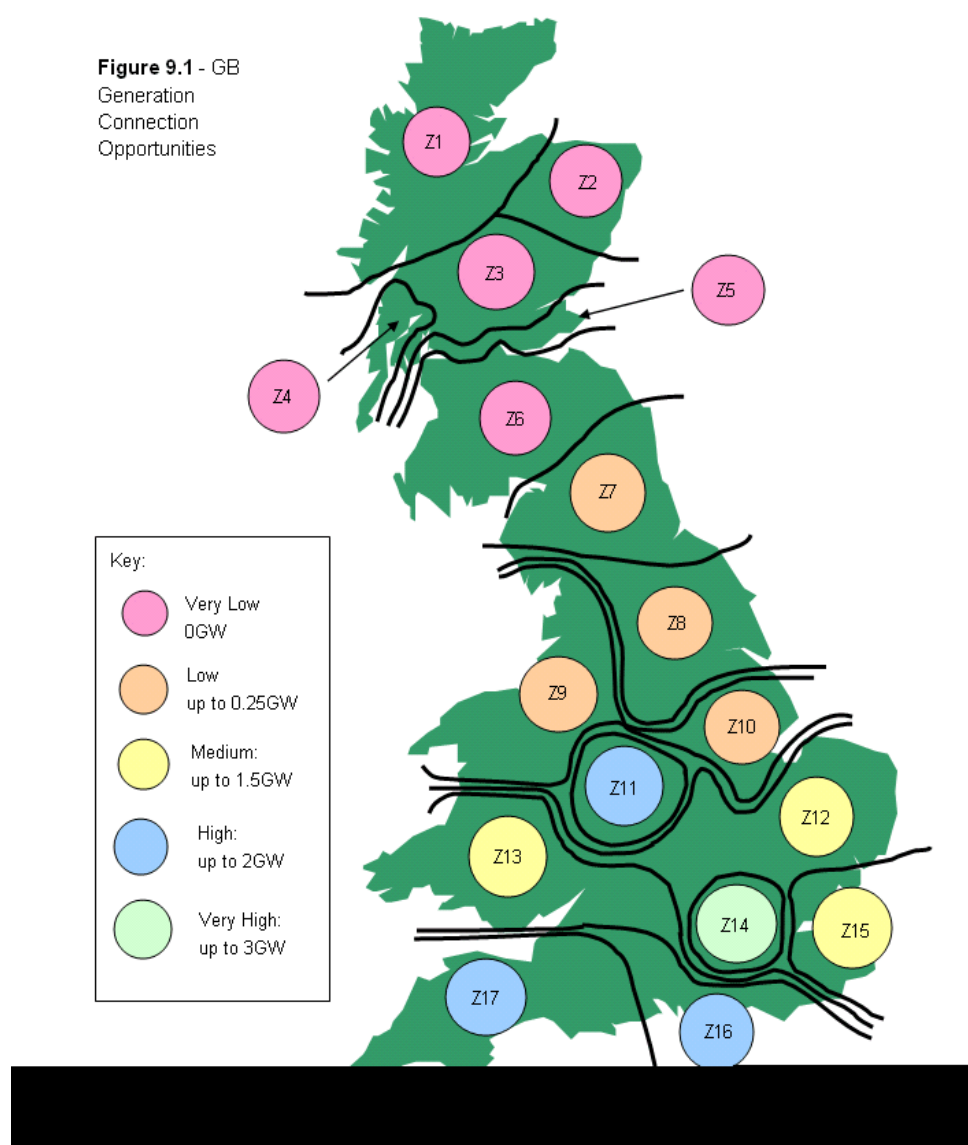 Figure 9.1 - GB
Generation
Connection
Opportunities
Z1
Z2
Z3
Z5
Z4
Z6
Z7
Key:
Very Low
0GW
Low
up to 0.25GW
Medium:
up to 1.5GW
High:
up to 2GW
Very High:
up to 3GW
Z8
Z9
Z10
Z11
Z12
Z13
Z14
Z15
Z17
Z16